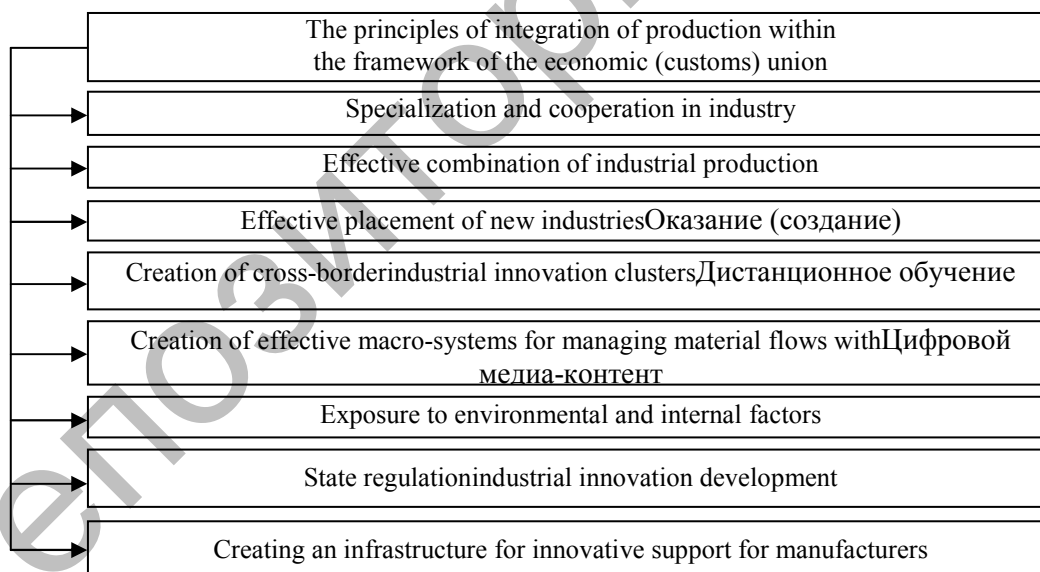 The principles of integration of production within
the framework of the economic (customs) union
Specialization and cooperation in industry
Effective combination of industrial production
Effective placement of new industriesОказание (создание)
Creation of cross-borderindustrial innovation clustersДистанционное обучение
Creation of effective macro-systems for managing material flows withЦифровой
медиа-контент
Exposure to environmental and internal factors
State regulationindustrial innovation development
Creating an infrastructure for innovative support for manufacturers